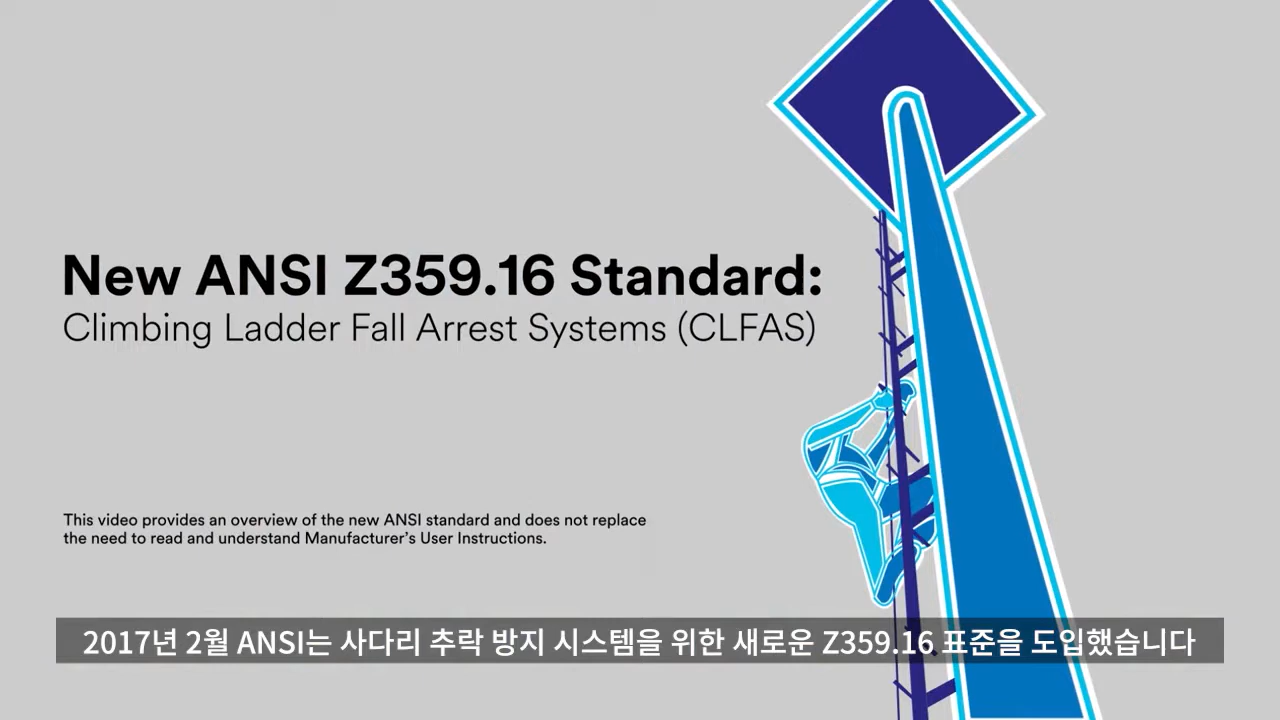 New ANSI Z359.16 Standard:
Climbing Ladder Fall Arrest Systems (CLFAS)
This video provides an overview of the new ANSI standard and does not replace
the need to read and understand Manufacturer's User Instructions.
2017년 2월 ANSI는 사다리 추락 방지 시스템을 위한 새로운 Z359.16 표준을 도입했습니다